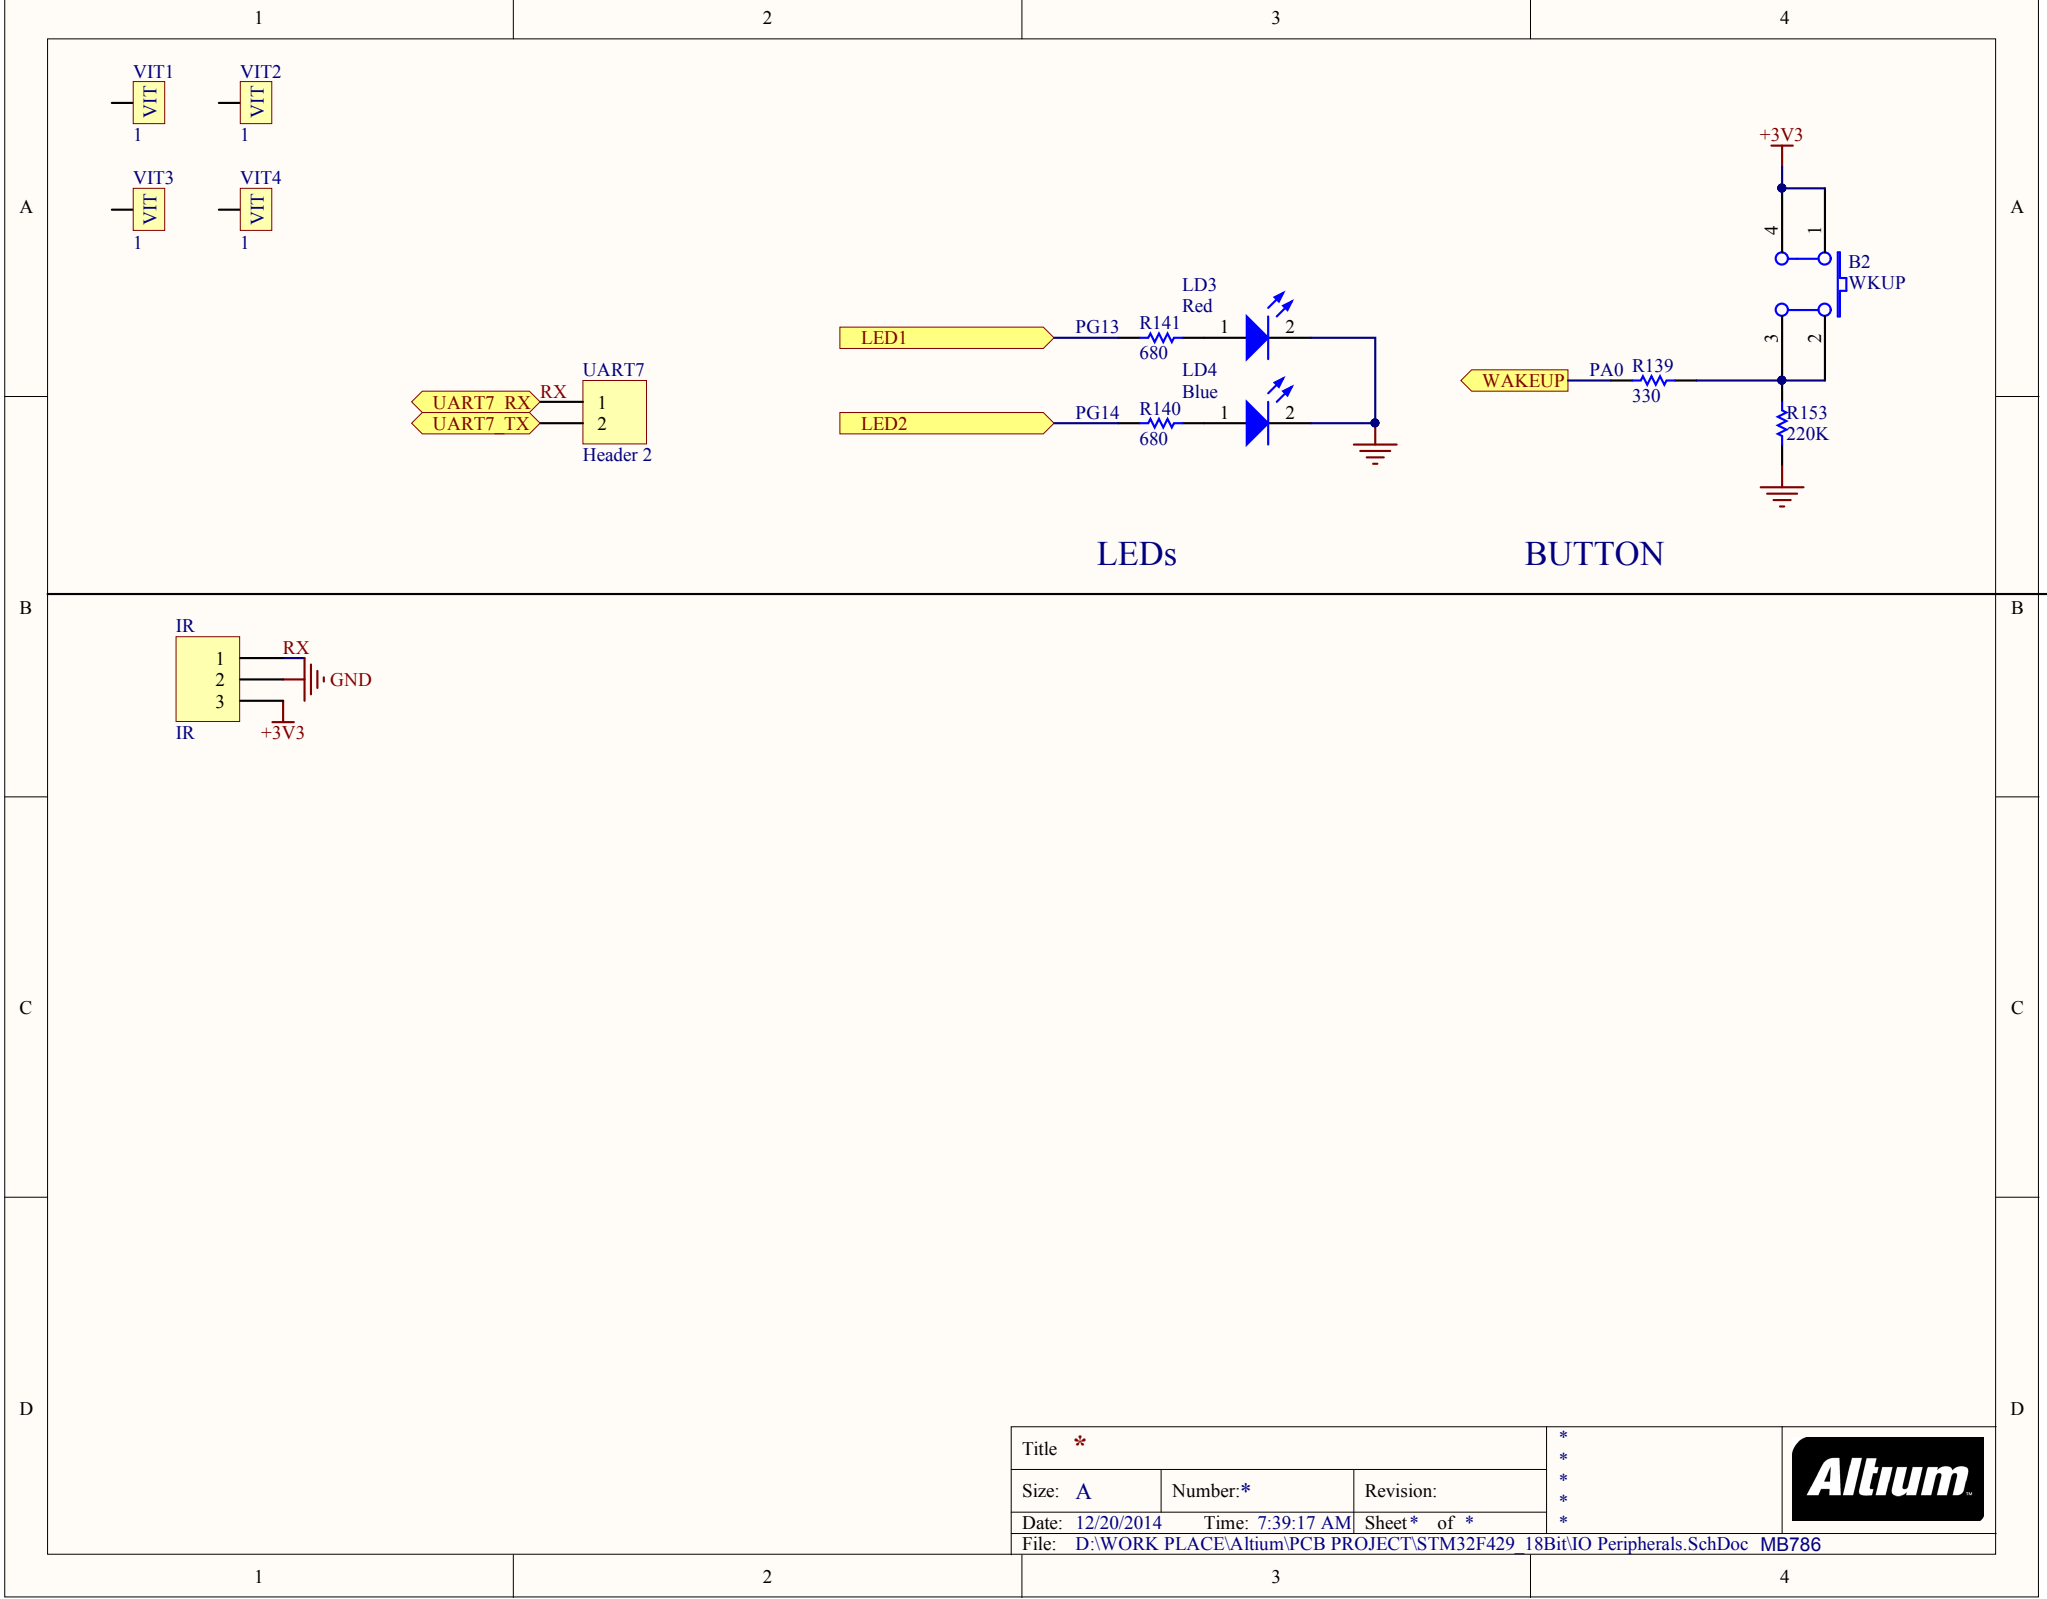 1 2 3 4
VIT1 VIT2
VIT VIT
1 1
+3V3
VIT3 VIT4
VIT VIT
1 1
A A
4 1
B2
WKUP
3 2
LD3
Red
LED1 PG13 R141 1 2
680
LD4
Blue
LED2 PG14 R140 1 2
680
UART7
UART7_RX RX 1
UART7_TX 2
Header 2
WAKEUP PA0 R139
330
R153
220K
LEDs BUTTON
B B
IR
1 RX
2 GND
3
IR +3V3
C C
D D
Title *
Size: A Number:* Revision:
Date: 12/20/2014 Time: 7:39:17 AM Sheet * of *
File: D:\WORK PLACE\Altium\PCB PROJECT\STM32F429_18Bit\IO Peripherals.SchDoc MB786
*
*
*
*
*
Altium
1 2 3 4